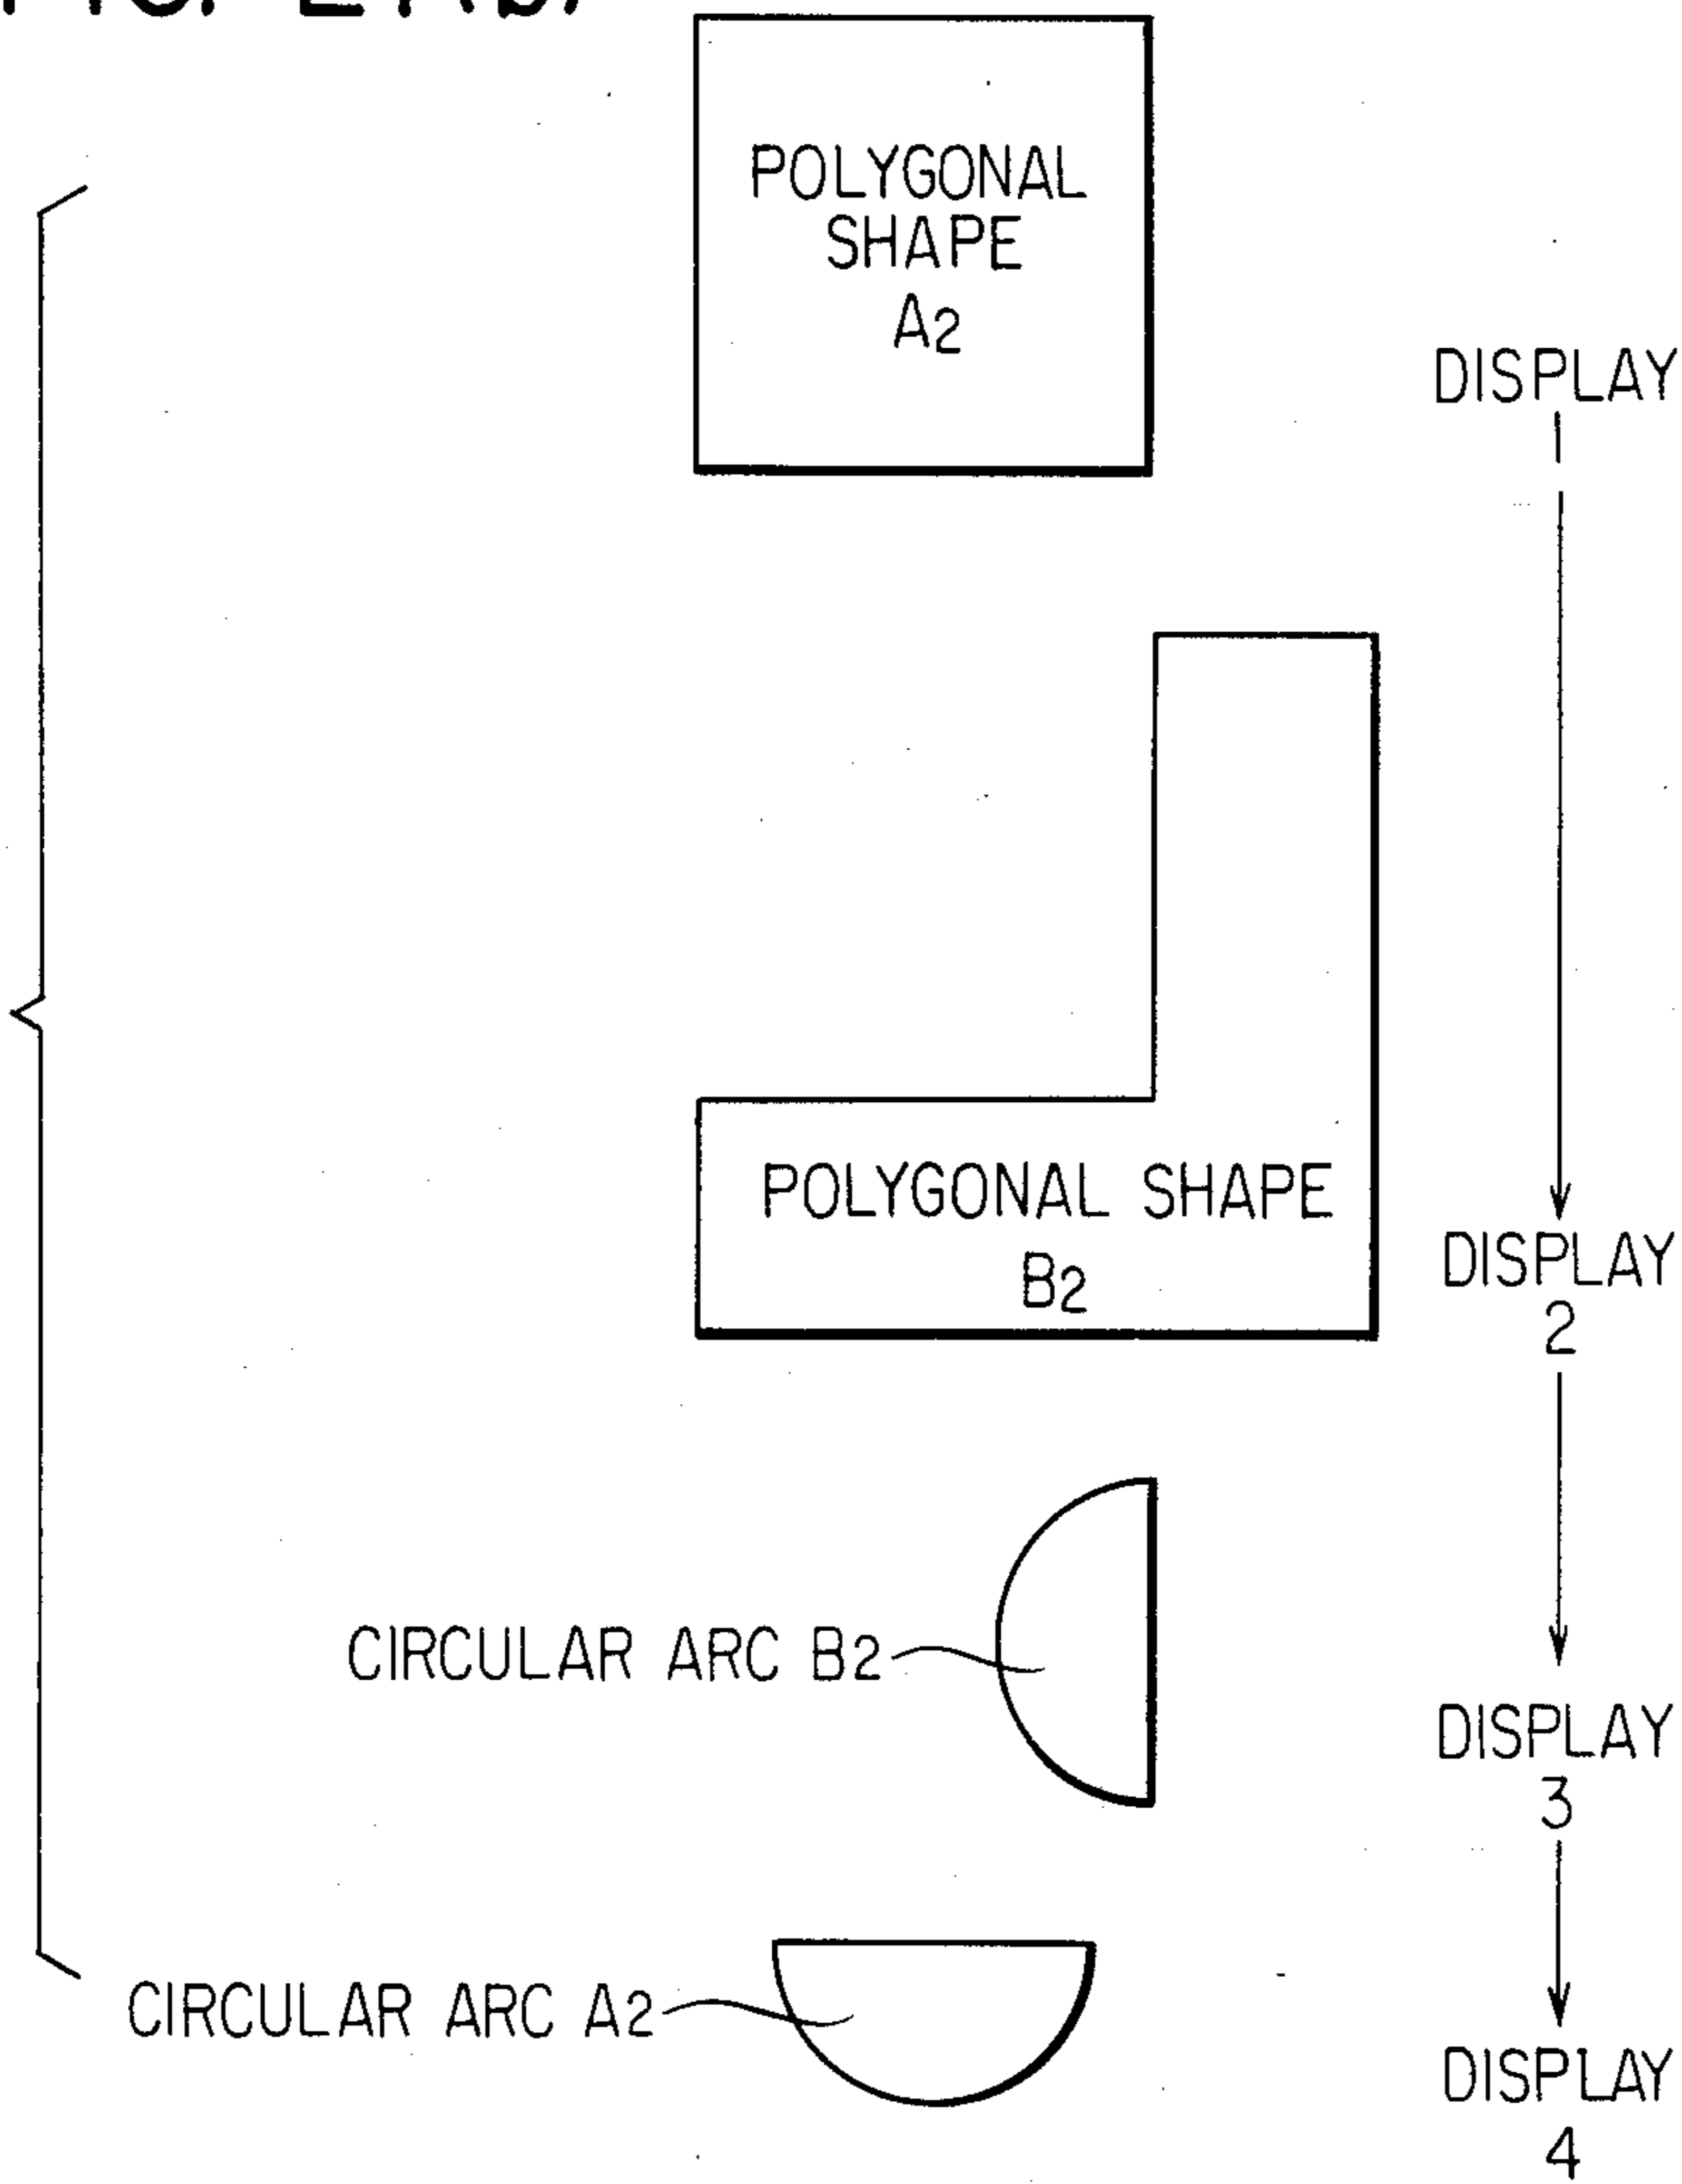 POLYGONAL
SHAPE
A2
DISPLAY
1
POLYGONAL SHAPE
B2
DISPLAY
2
CIRCULAR ARC B2
DISPLAY
3
CIRCULAR ARC A2
DISPLAY
4